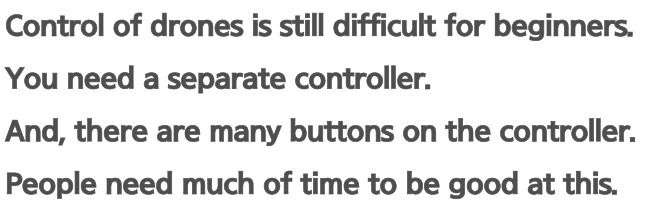 Control of drones is still difficult for beginners.
You need a separate controller.
And, there are many buttons on the controller.
People need much of time to be good at this.